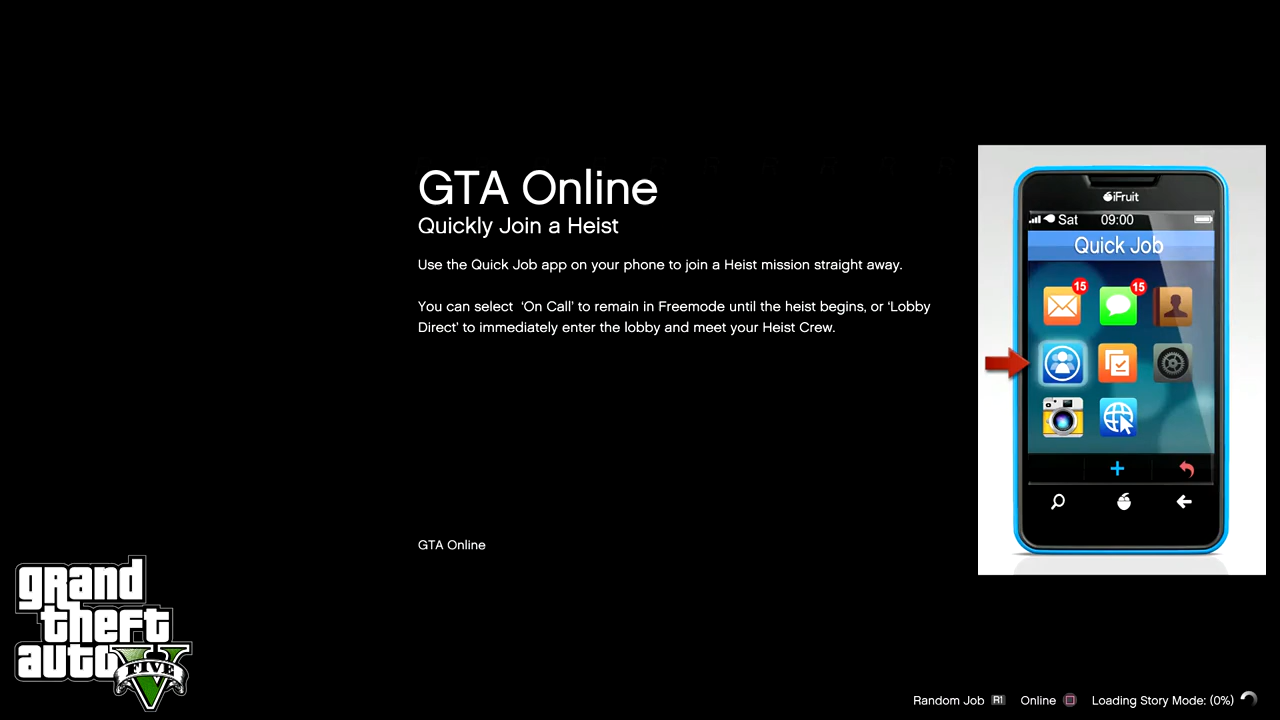 GTA Online
Quickly Join a Heist
Use the Quick Job app on your phone to join a Heist mission straight away.
You can select 'On Call' to remain in Freemode until the heist begins, or 'Lobby
Direct' to immediately enter the lobby and meet your Heist Crew.
GTA Online
iFruit
Sat 09:00
Quick Job
15 15
grand
theft
auto V
FIVE
Random Job R1 Online Loading Story Mode: (0%)